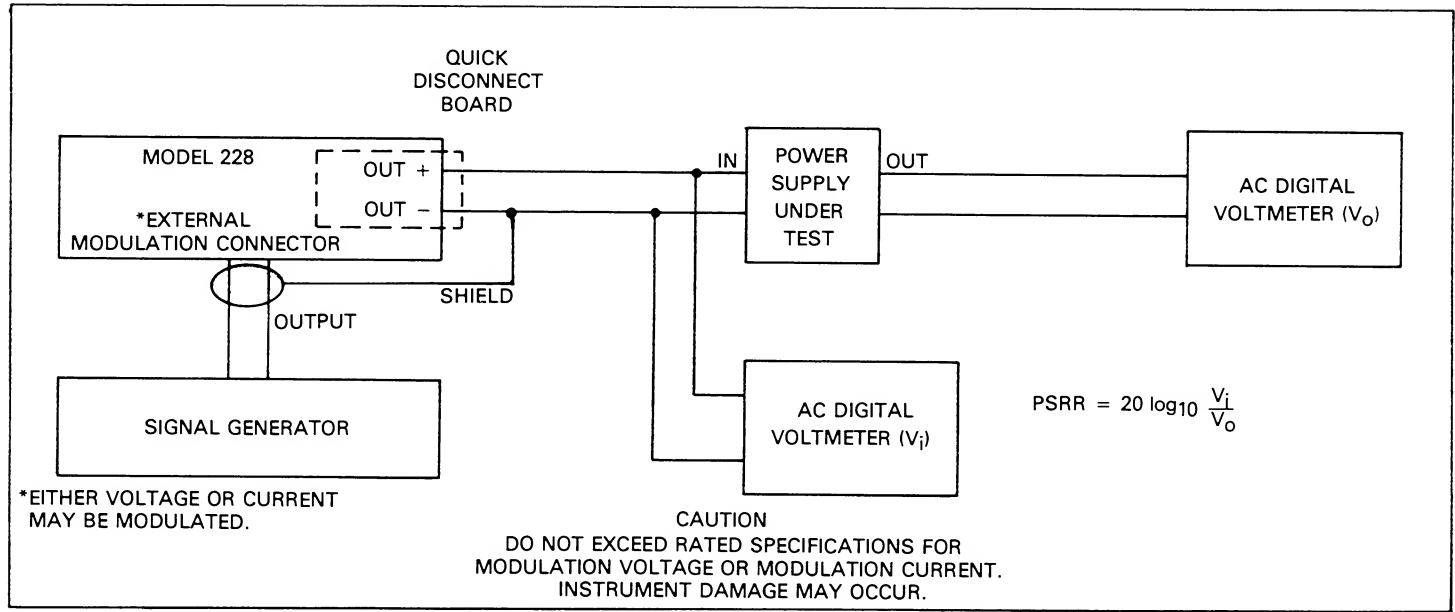 QUICK
DISCONNECT
BOARD
MODEL 228
OUT +
OUT −
*EXTERNAL
MODULATION CONNECTOR
SHIELD
OUTPUT
SIGNAL GENERATOR
*EITHER VOLTAGE OR CURRENT
MAY BE MODULATED.
IN
POWER
SUPPLY
UNDER
TEST
OUT
AC DIGITAL
VOLTMETER (Vo)
AC DIGITAL
VOLTMETER (Vi)
PSRR = 20 log10 Vi/Vo
CAUTION
DO NOT EXCEED RATED SPECIFICATIONS FOR
MODULATION VOLTAGE OR MODULATION CURRENT.
INSTRUMENT DAMAGE MAY OCCUR.